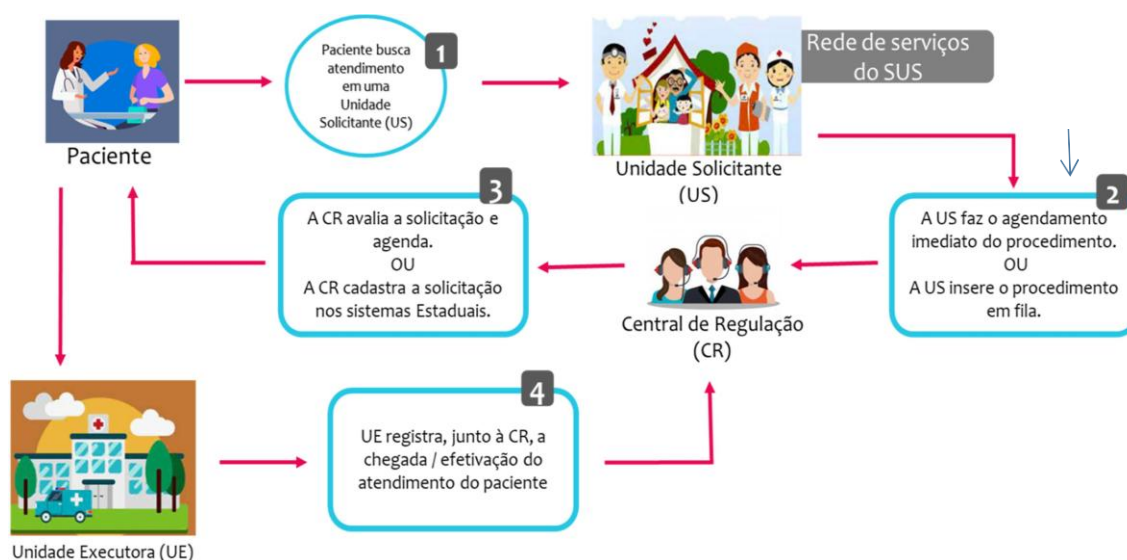 Paciente
1
Paciente busca
atendimento
em uma
Unidade
Solicitante (US)
Rede de serviços
do SUS
Unidade Solicitante
(US)
2
A US faz o agendamento
imediato do procedimento.
OU
A US insere o procedimento
em fila.
Central de Regulação
(CR)
3
A CR avalia a solicitação e
agenda.
OU
A CR cadastra a solicitação
nos sistemas Estaduais.
Unidade Executora (UE)
4
UE registra, junto à CR, a
chegada / efetivação do
atendimento do paciente